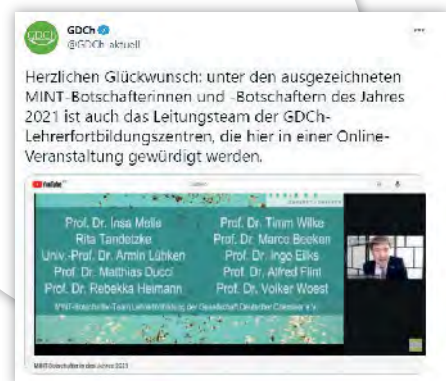 GDCh
@GDCh_aktuell
Herzlichen Glückwunsch: unter den ausgezeichneten
MINT-Botschafterinnen und -Botschaftern des Jahres
2021 ist auch das Leitungsteam der GDCh-
Lehrerfortbildungszentren, die hier in einer Online-
Veranstaltung gewürdigt werden.
YouTube
Prof. Dr. Insa Melle
Prof. Dr. Timm Wilke
Rita Tandetzke
Prof. Dr. Marco Beeken
Univ.-Prof. Dr. Armin Lühken
Prof. Dr. Ingo Eilks
Prof. Dr. Matthias Ducci
Prof. Dr. Alfred Flint
Prof. Dr. Rebekka Heimann
Prof. Dr. Volker Woest
MINT-Botschafter-Team Lehrerfortbildung der Gesellschaft Deutscher Chemiker e.V.
MINT-Botschafter:in des Jahres 2021